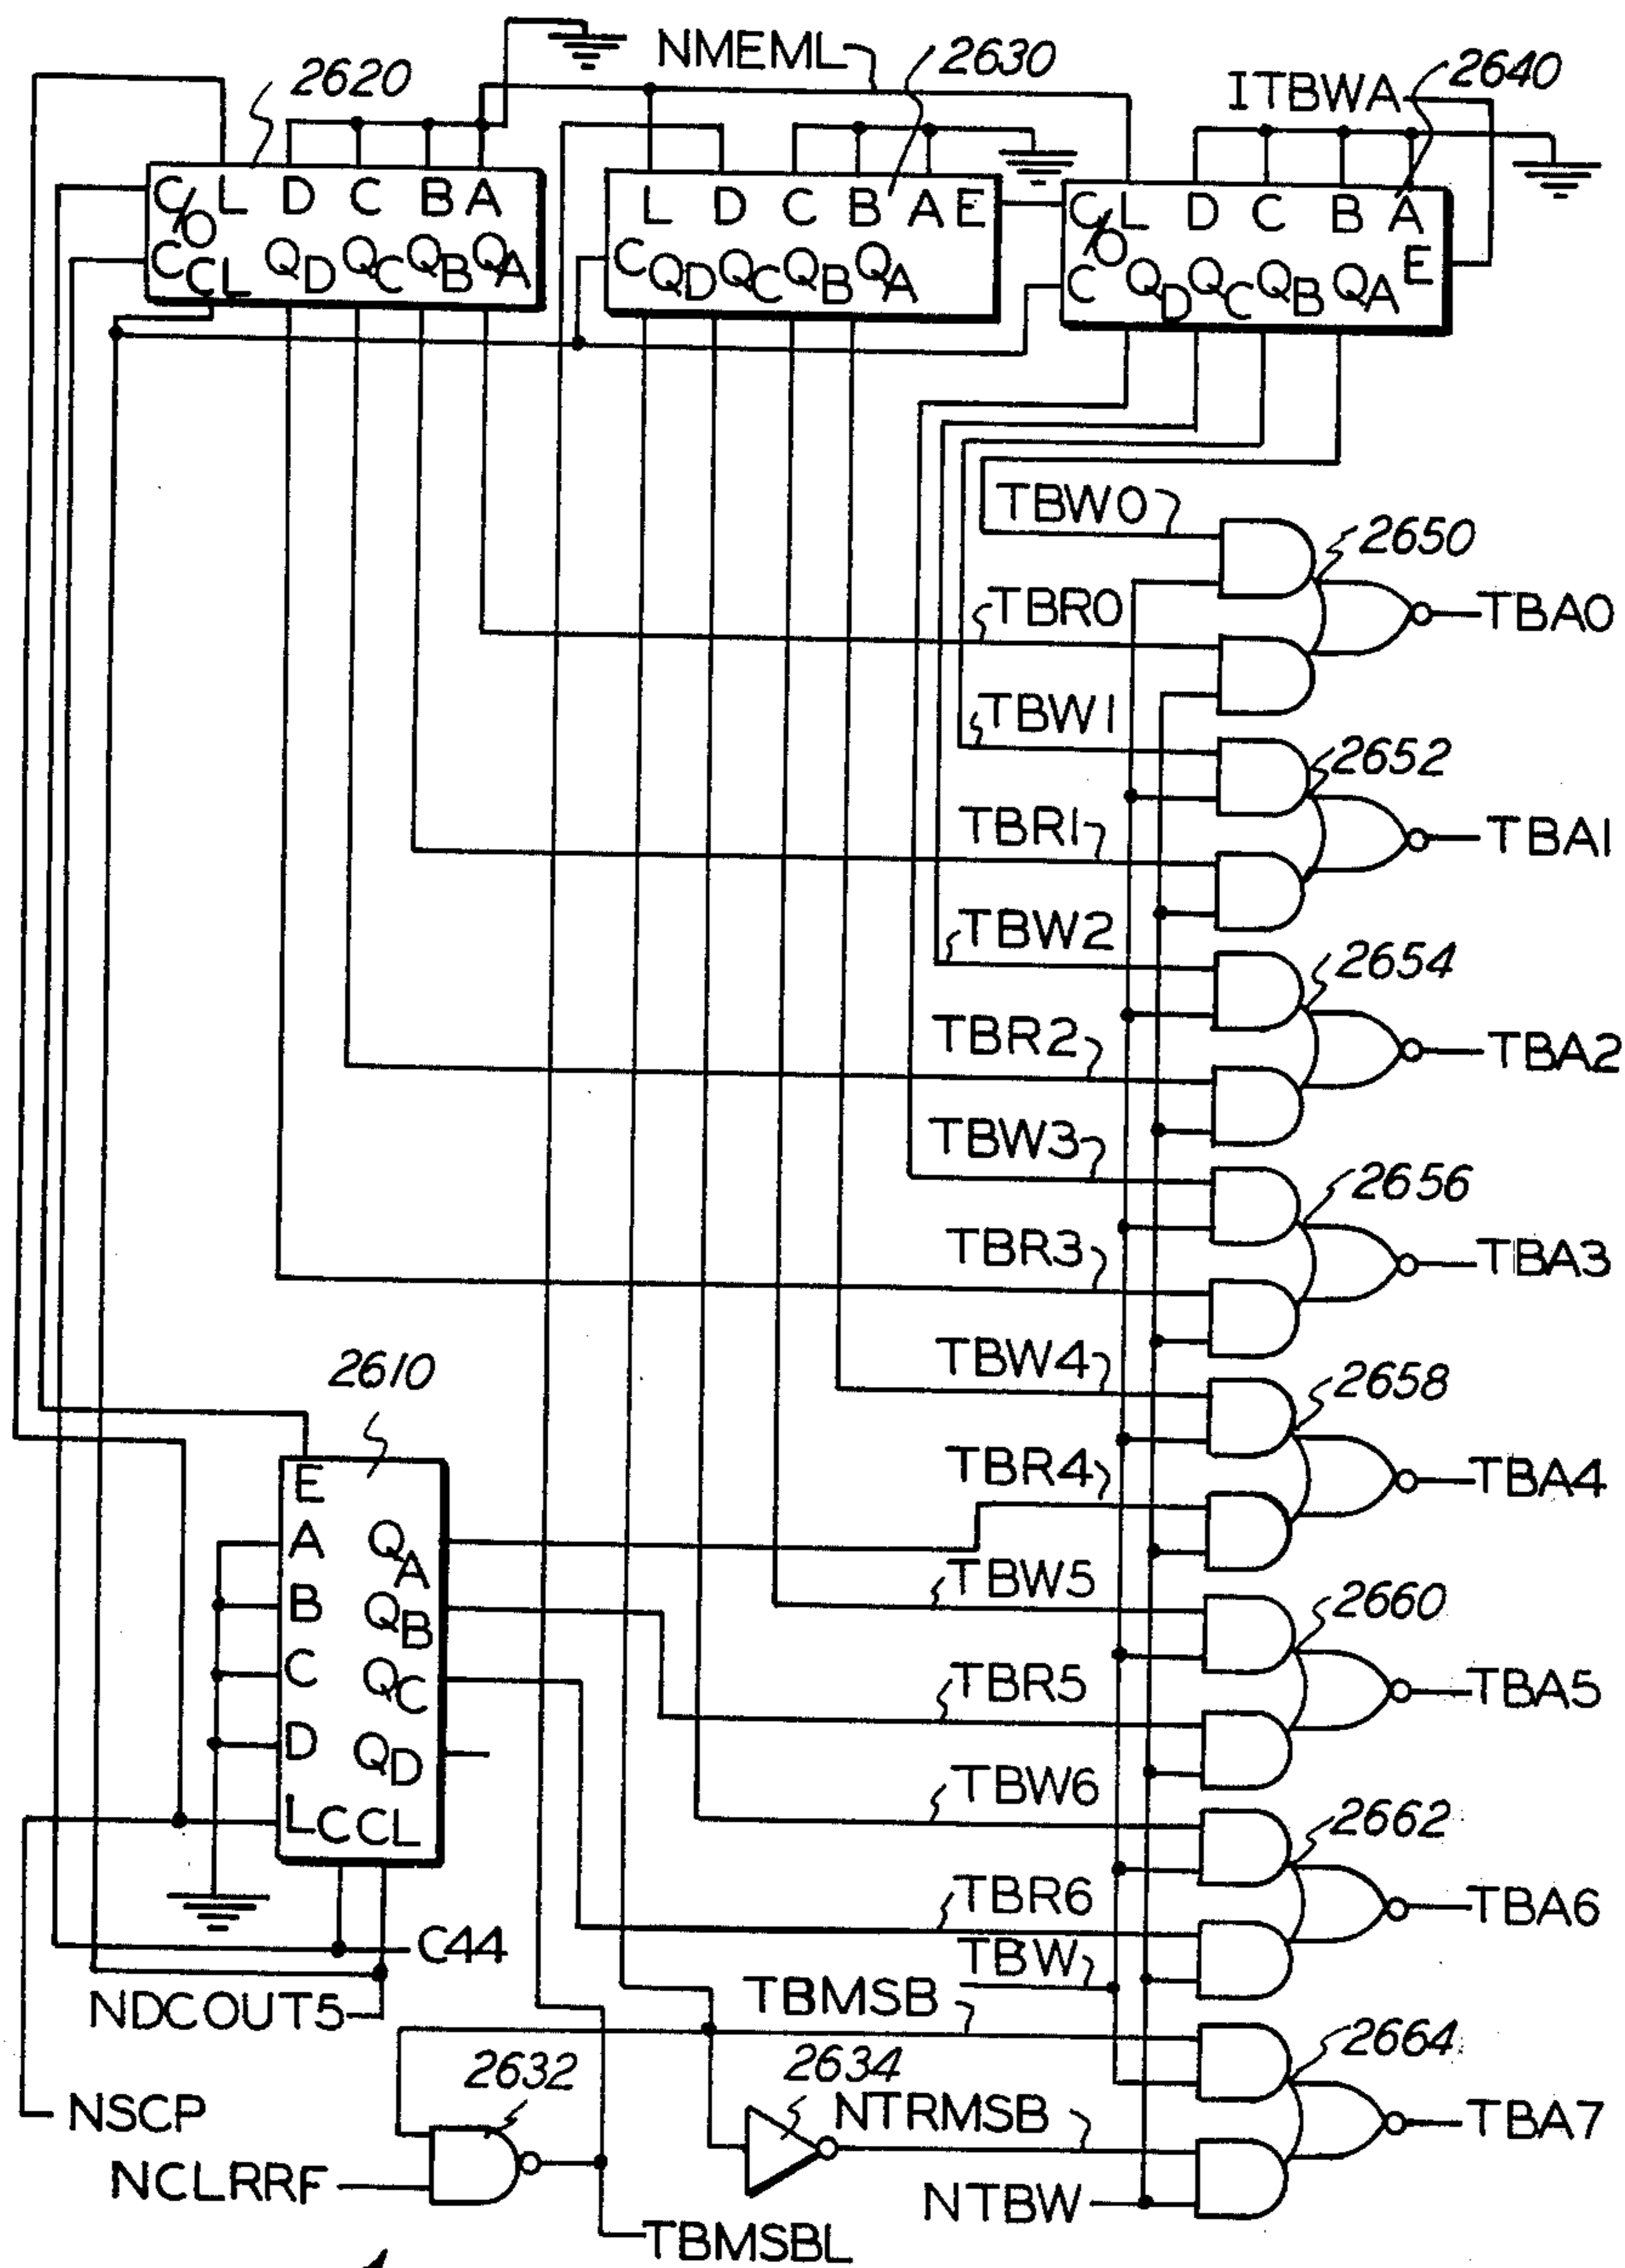 NMEML
2630
2620
ITBWA
2640
C/O L D C B A
C CL QD QC QB QA
L D C B A E
C QD QC QB QA
C/O L D C B A
C QD QC QB QA E
TBW0
2650
TBR0
TBA0
TBW1
2652
TBR1
TBA1
TBW2
2654
TBR2
TBA2
TBW3
2656
TBR3
TBA3
TBW4
2658
2610
TBR4
TBA4
E
A QA
B QB
C QC
D QD
L C CL
TBW5
2660
TBR5
TBA5
TBW6
2662
TBR6
TBA6
C44
TBW
NDCOUT5
TBMSB
2664
2632
2634
NSCP
NTRMSB
TBA7
NCLRRF
NTBW
TBMSBL